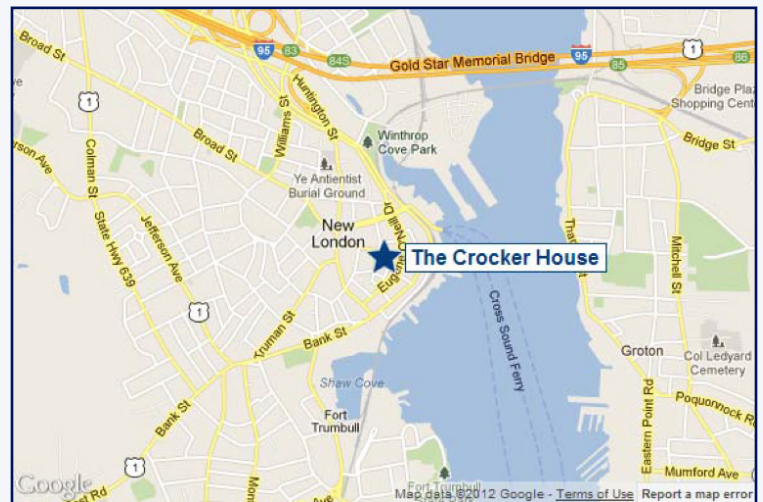 Broad St
95
83
84S
Gold Star Memorial Bridge
95
1
85
86
Bridge Plaz
Shopping Cente
1
Huntington St
Williams St
Winthrop
Cove Park
Bridge St
Broad St
Colman St
Ye Antientist
Burial Ground
Jefferson Ave
State Hwy 639
New
London
O'Neill Dr
Eugene
The Crocker House
Mitchell St
1
Truman St
Bank St
Cross Sound Ferry
Groton
Col Ledyard
Cemetery
Shaw Cove
Bank St
Fort
Trumbull
Eastern Point Rd
Poquonnock Rd
1
Mumford Ave
Google
Fort Trumbull
Map data ©2012 Google - Terms of Use
Report a map error